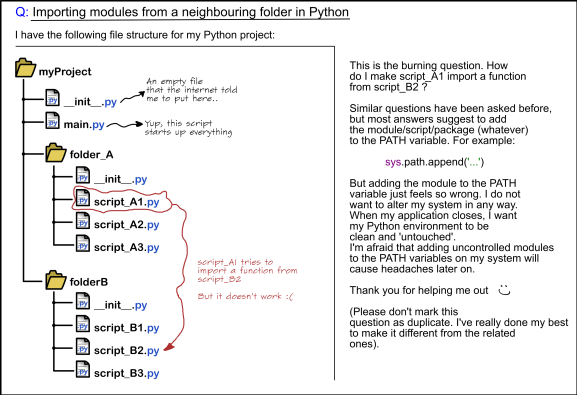 Q: Importing modules from a neighbouring folder in Python
I have the following file structure for my Python project:
myProject
An empty file
that the internet told
me to put here..
__init__.py
main.py
Yup, this script
starts up everything
folder_A
__init__.py
script_A1.py
script_A2.py
script_A3.py
script_A1 tries to
import a function from
script_B2
But it doesn't work :(
folderB
__init__.py
script_B1.py
script_B2.py
script_B3.py
This is the burning question. How
do I make script_A1 import a function
from script_B2 ?
Similar questions have been asked before,
but most answers suggest to add
the module/script/package (whatever)
to the PATH variable. For example:
sys.path.append('...')
But adding the module to the PATH
variable just feels so wrong. I do not
want to alter my system in any way.
When my application closes, I want
my Python environment to be
clean and 'untouched'.
I'm afraid that adding uncontrolled modules
to the PATH variables on my system will
cause headaches later on.
Thank you for helping me out
(Please don't mark this
question as duplicate. I've really done my best
to make it different from the related
ones).